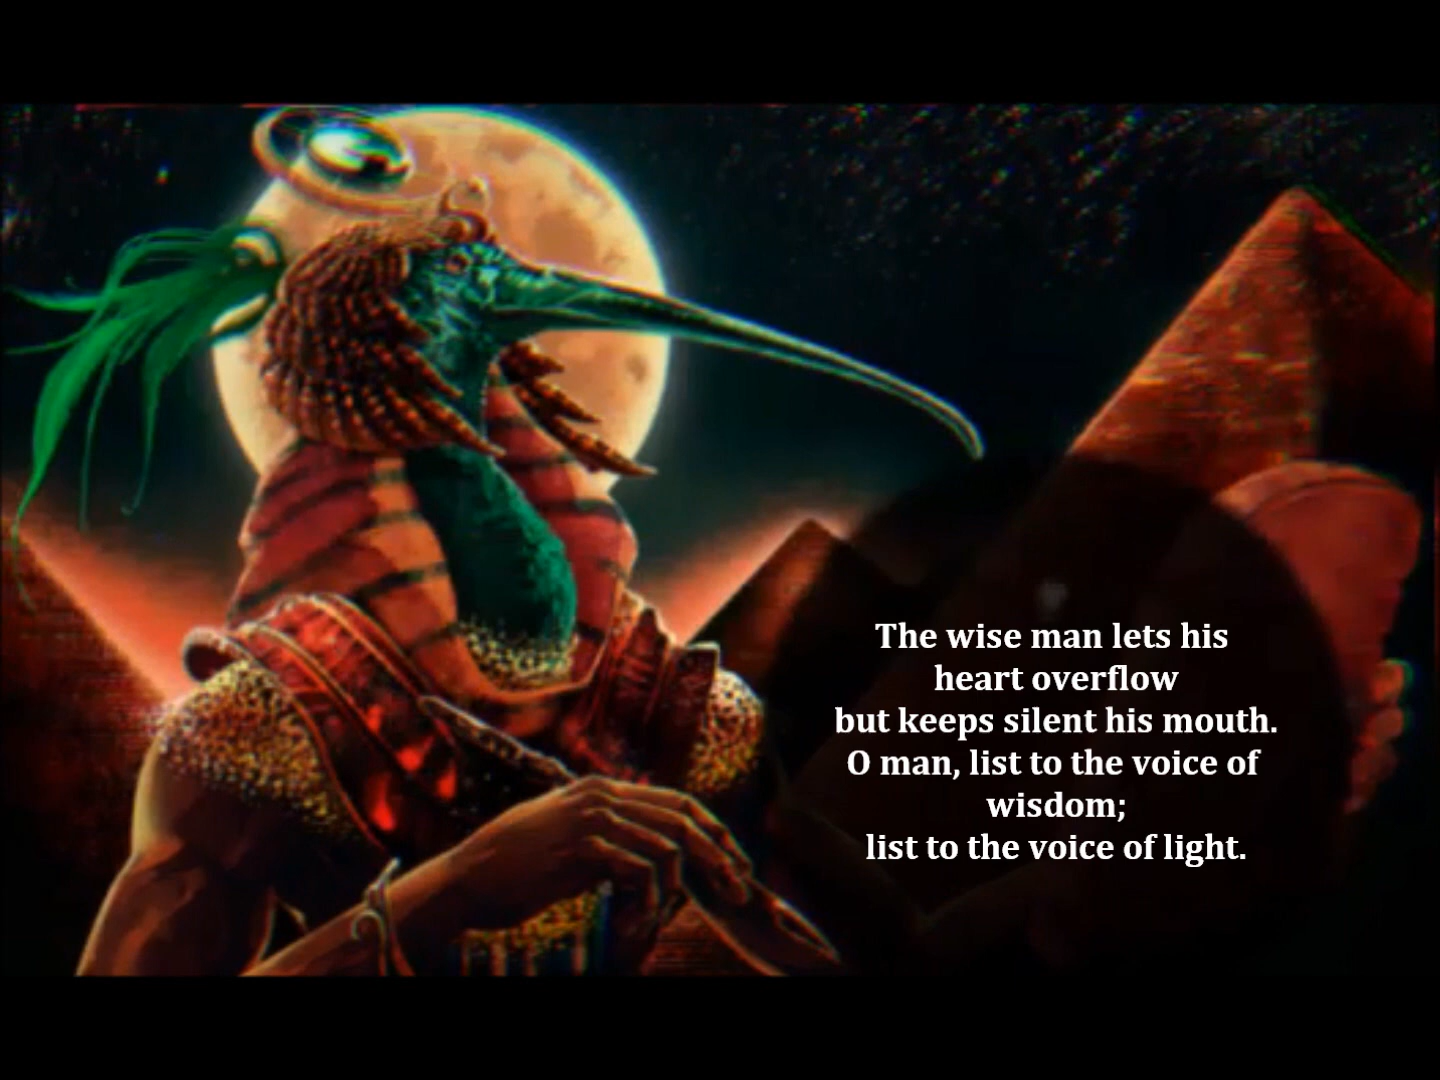 The wise man lets his
heart overflow
but keeps silent his mouth.
O man, list to the voice of
wisdom;
list to the voice of light.